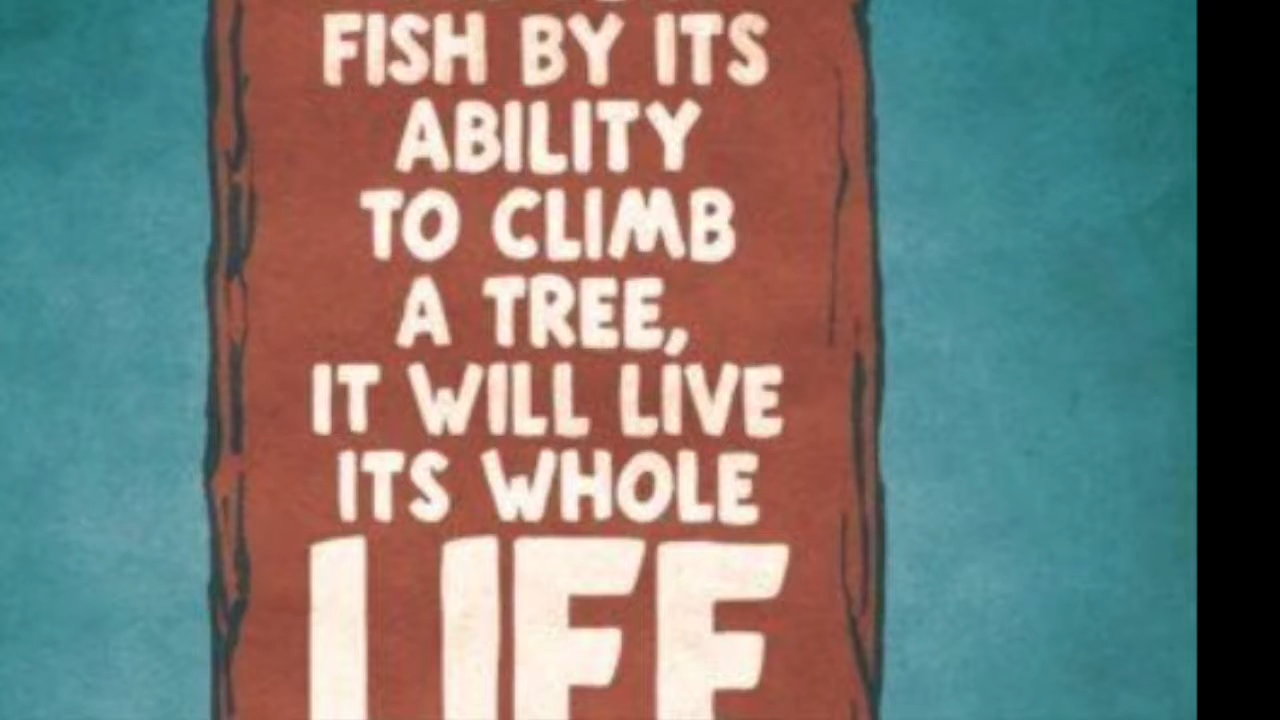 FISH BY ITS
ABILITY
TO CLIMB
A TREE,
IT WILL LIVE
ITS WHOLE
LIFE